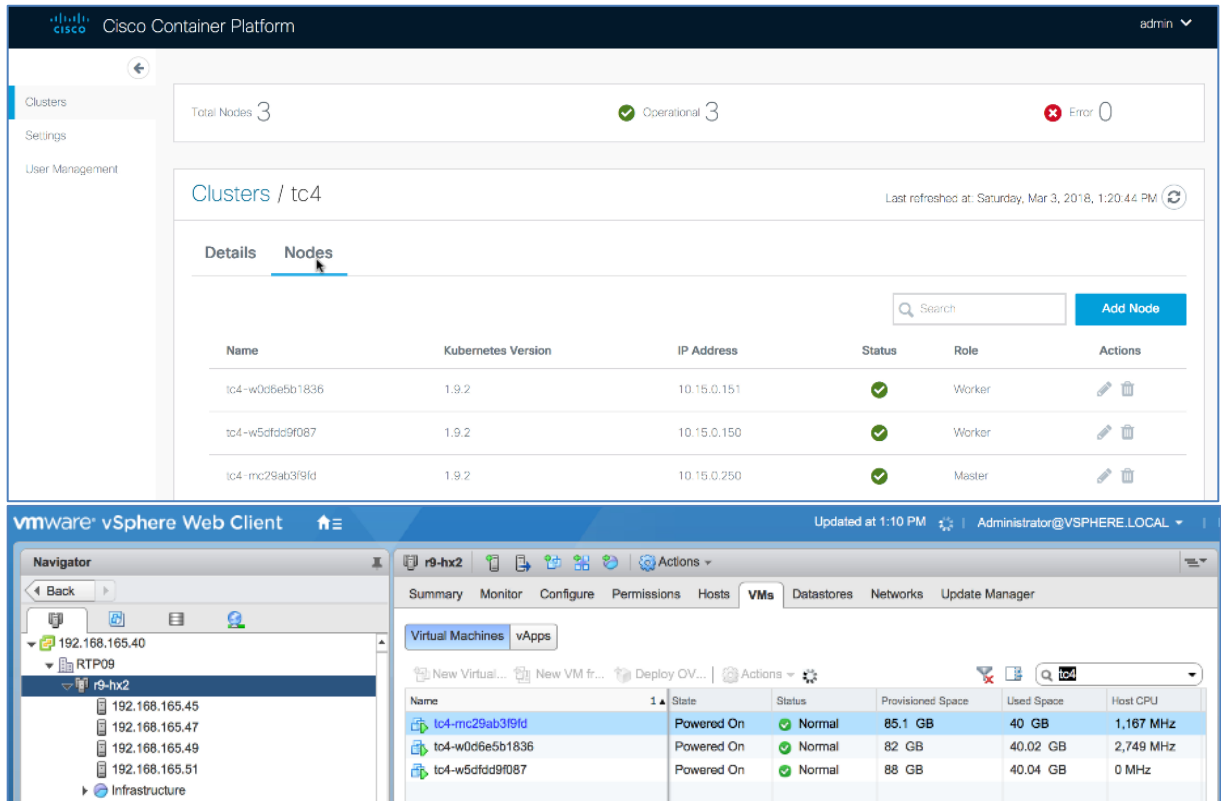 cisco Cisco Container Platform admin
Clusters
Settings
User Management
Total Nodes 3 Operational 3 Error 0
Clusters / tc4 Last refreshed at: Saturday, Mar 3, 2018, 1:20:44 PM
Details Nodes
Search Add Node
Name Kubernetes Version IP Address Status Role Actions
tc4-w0d6e5b1836 1.9.2 10.15.0.151 Worker
tc4-w5dfdd9f087 1.9.2 10.15.0.150 Worker
tc4-mc29ab3f9fd 1.9.2 10.15.0.250 Master
vmware vSphere Web Client Updated at 1:10 PM | Administrator@VSPHERE.LOCAL |
Navigator
Back
192.168.165.40
RTP09
r9-hx2
192.168.165.45
192.168.165.47
192.168.165.49
192.168.165.51
Infrastructure
r9-hx2 Actions
Summary Monitor Configure Permissions Hosts VMs Datastores Networks Update Manager
Virtual Machines vApps
New Virtual... New VM fr... Deploy OV... Actions tc4
Name 1 State Status Provisioned Space Used Space Host CPU
tc4-mc29ab3f9fd Powered On Normal 85.1 GB 40 GB 1,167 MHz
tc4-w0d6e5b1836 Powered On Normal 82 GB 40.02 GB 2,749 MHz
tc4-w5dfdd9f087 Powered On Normal 88 GB 40.04 GB 0 MHz